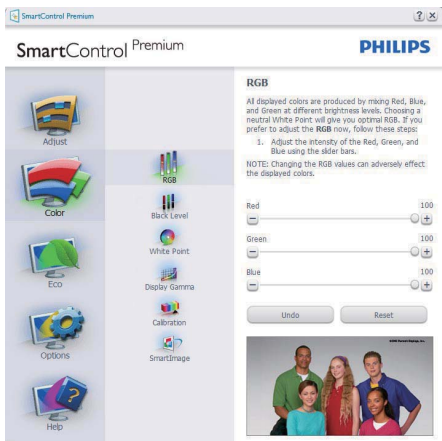 SmartControl Premium
SmartControl Premium
PHILIPS
Adjust
Color
Eco
Options
Help
RGB
Black Level
White Point
Display Gamma
Calibration
SmartImage
RGB
All displayed colors are produced by mixing Red, Blue,
and Green at different brightness levels. Choosing a
neutral White Point will give you optimal RGB. If you
prefer to adjust the RGB now, follow these steps:
1. Adjust the intensity of the Red, Green, and
Blue using the slider bars.
NOTE: Changing the RGB values can adversely effect
the displayed colors.
Red 100
Green 100
Blue 100
Undo Reset